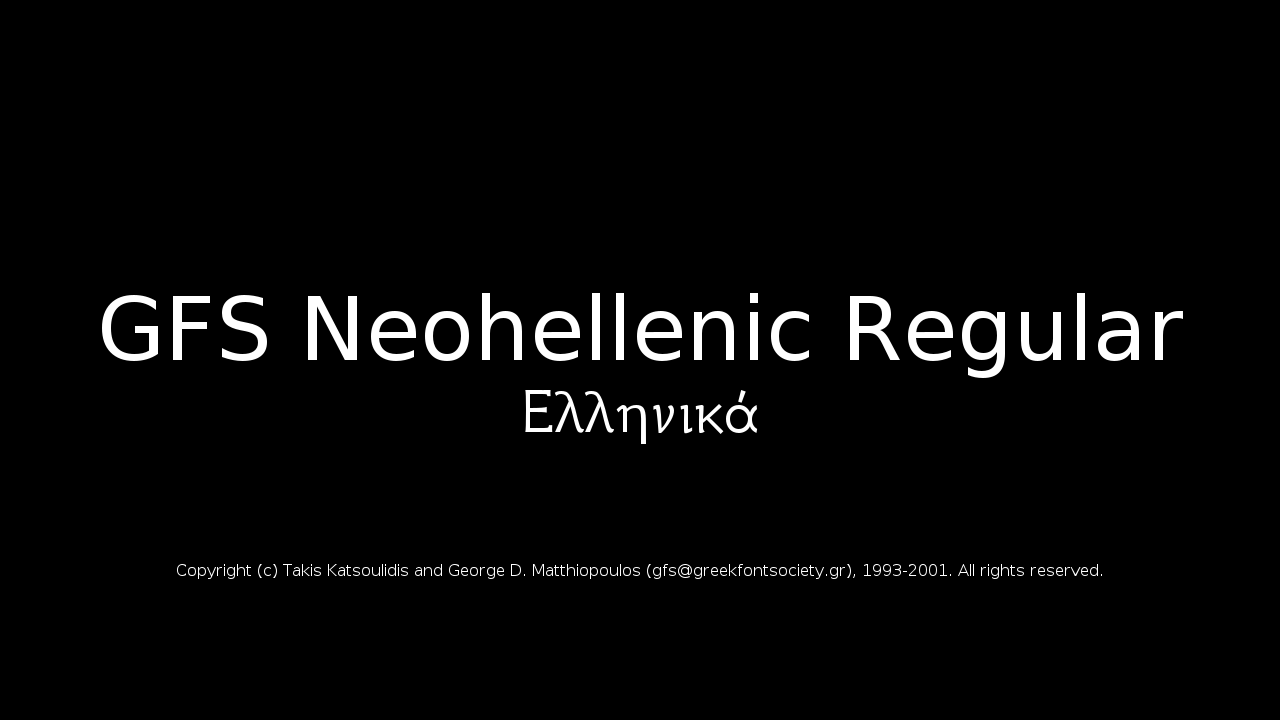 GFS Neohellenic Regular
Ελληνικά
Copyright (c) Takis Katsoulidis and George D. Matthiopoulos (gfs@greekfontsociety.gr), 1993-2001. All rights reserved.